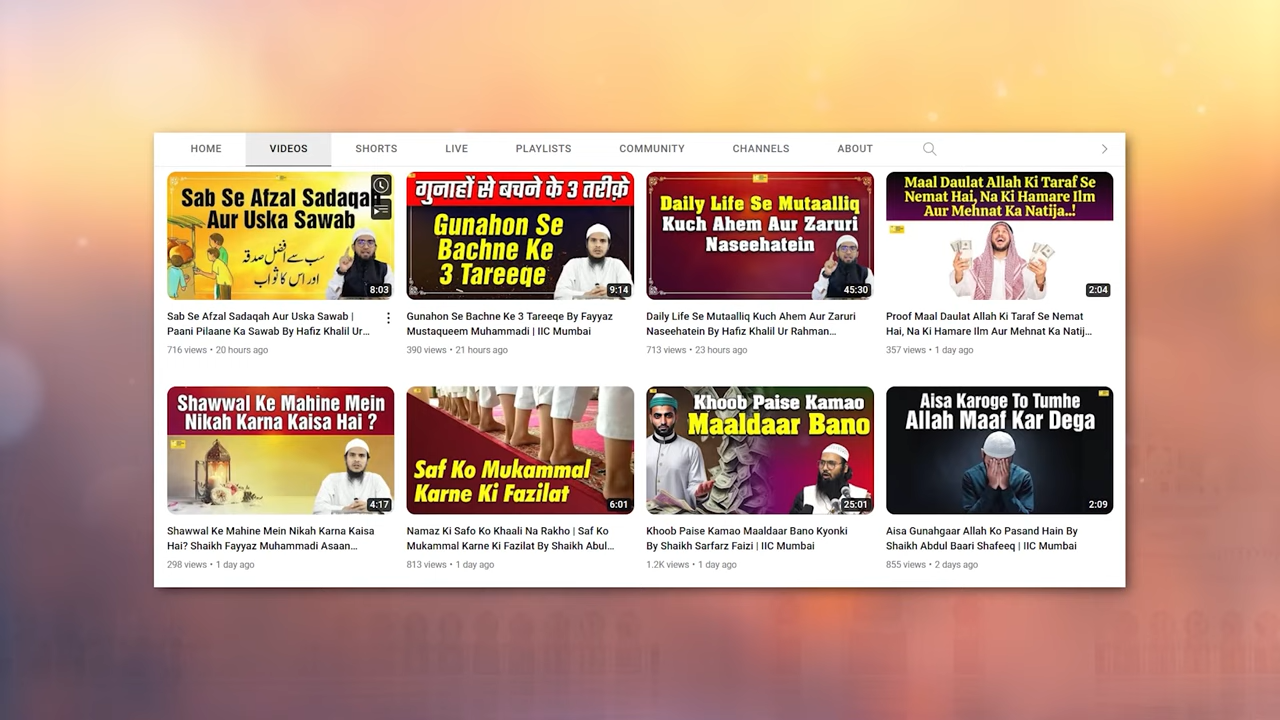 HOME VIDEOS SHORTS LIVE PLAYLISTS COMMUNITY CHANNELS ABOUT
Sab Se Afzal Sadaqah
Aur Uska Sawab
سب سے افضل صدقہ
اور اس کا ثواب
8:03
Sab Se Afzal Sadaqah Aur Uska Sawab |
Paani Pilaane Ka Sawab By Hafiz Khalil Ur...
716 views • 20 hours ago
गुनाहों से बचने के 3 तरीक़े
Gunahon Se
Bachne Ke
3 Tareeqe
9:14
Gunahon Se Bachne Ke 3 Tareeqe By Fayyaz
Mustaqueem Muhammadi | IIC Mumbai
390 views • 21 hours ago
Daily Life Se Mutaalliq
Kuch Ahem Aur Zaruri
Naseehatein
45:30
Daily Life Se Mutaalliq Kuch Ahem Aur Zaruri
Naseehatein By Hafiz Khalil Ur Rahman...
713 views • 23 hours ago
Maal Daulat Allah Ki Taraf Se
Nemat Hai, Na Ki Hamare Ilm
Aur Mehnat Ka Natija..!
2:04
Proof Maal Daulat Allah Ki Taraf Se Nemat
Hai, Na Ki Hamare Ilm Aur Mehnat Ka Natij...
357 views • 1 day ago
Shawwal Ke Mahine Mein
Nikah Karna Kaisa Hai ?
4:17
Shawwal Ke Mahine Mein Nikah Karna Kaisa
Hai? Shaikh Fayyaz Muhammadi Asaan...
298 views • 1 day ago
Saf Ko Mukammal
Karne Ki Fazilat
6:01
Namaz Ki Safo Ko Khaali Na Rakho | Saf Ko
Mukammal Karne Ki Fazilat By Shaikh Abul...
813 views • 1 day ago
Khoob Paise Kamao
Maaldaar Bano
25:01
Khoob Paise Kamao Maaldaar Bano Kyonki
By Shaikh Sarfarz Faizi | IIC Mumbai
1.2K views • 1 day ago
Aisa Karoge To Tumhe
Allah Maaf Kar Dega
2:09
Aisa Gunahgaar Allah Ko Pasand Hain By
Shaikh Abdul Baari Shafeeq | IIC Mumbai
855 views • 2 days ago